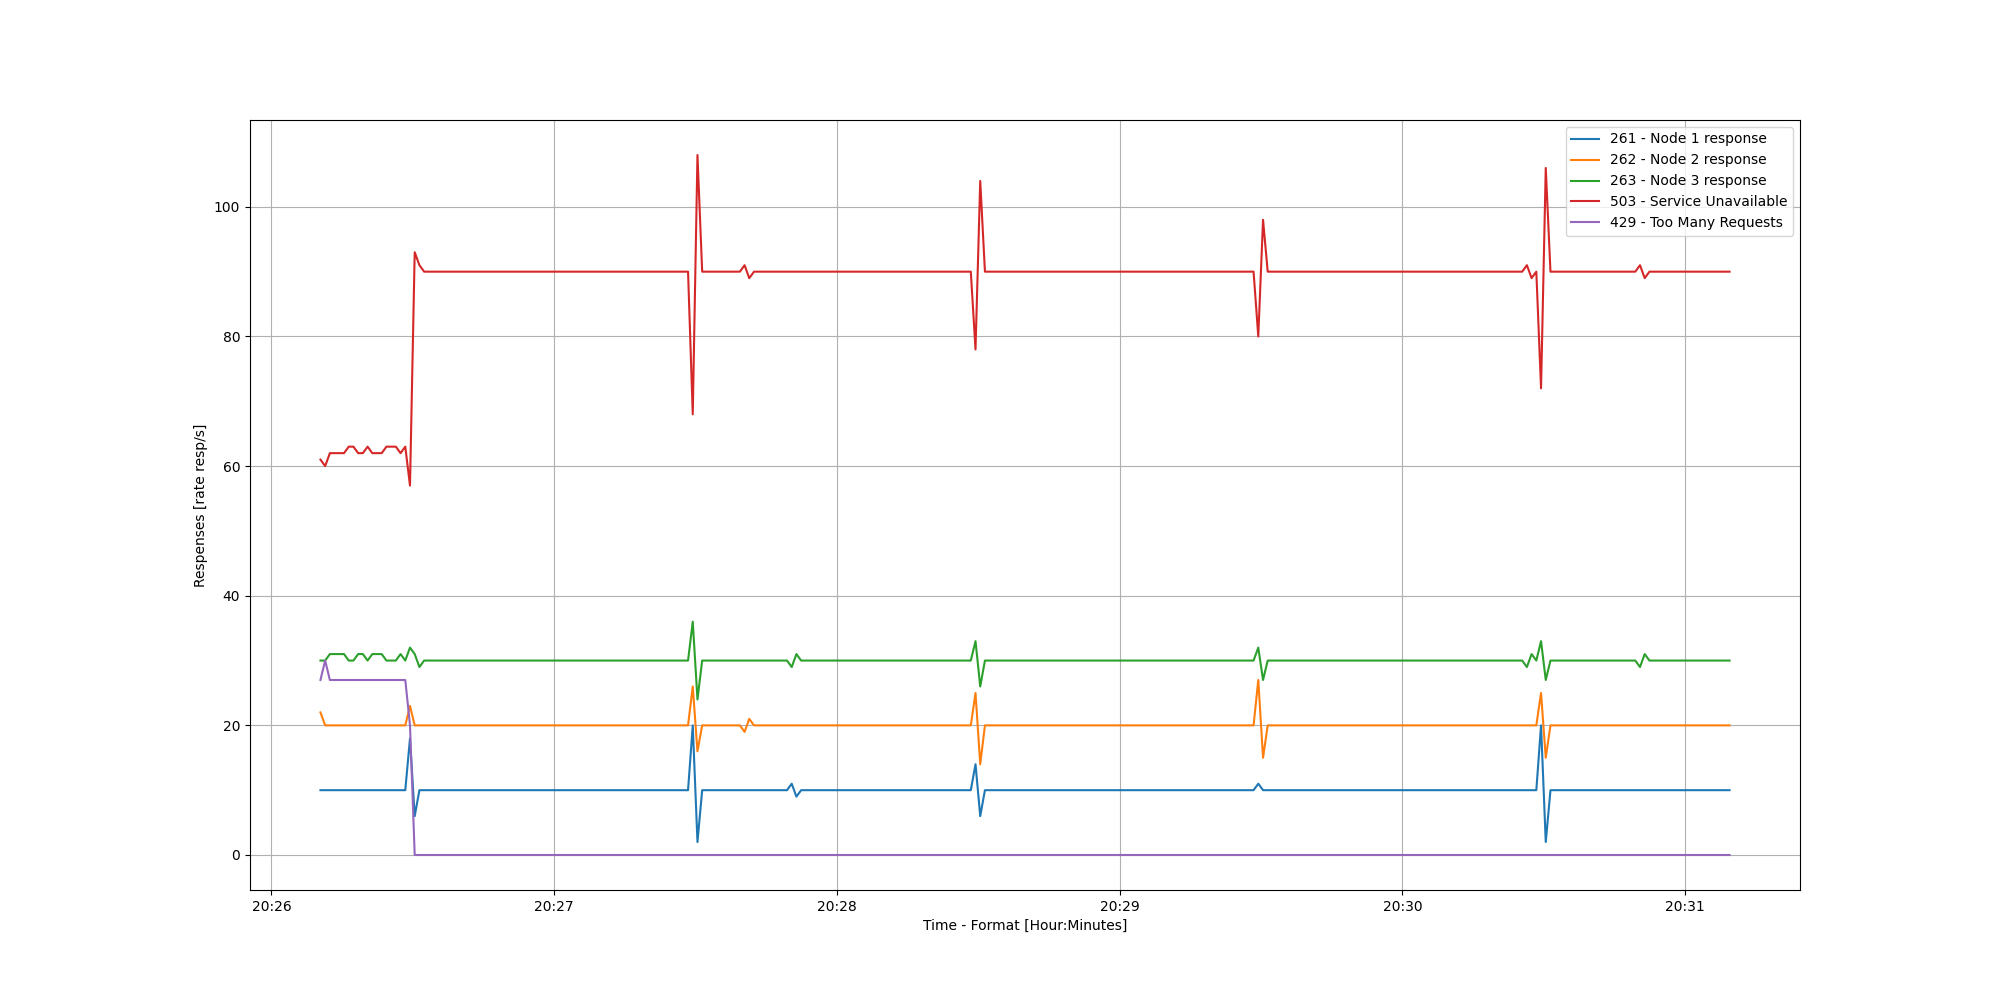 261 - Node 1 response
262 - Node 2 response
263 - Node 3 response
503 - Service Unavailable
429 - Too Many Requests
100
80
60
40
20
0
Respenses [rate resp/s]
20:26 20:27 20:28 20:29 20:30 20:31
Time - Format [Hour:Minutes]